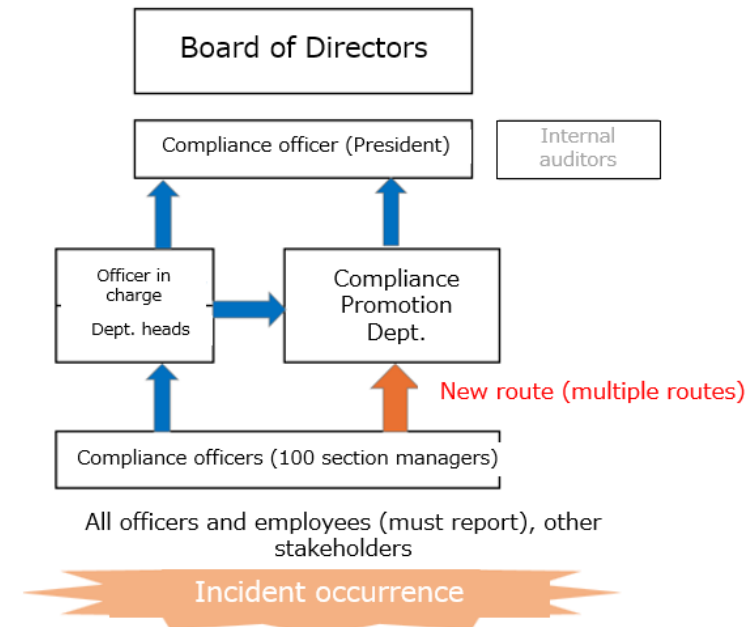 Board of Directors
Compliance officer (President)
Internal
auditors
Officer in
charge
Dept. heads
Compliance
Promotion
Dept.
New route (multiple routes)
Compliance officers (100 section managers)
All officers and employees (must report), other
stakeholders
Incident occurrence